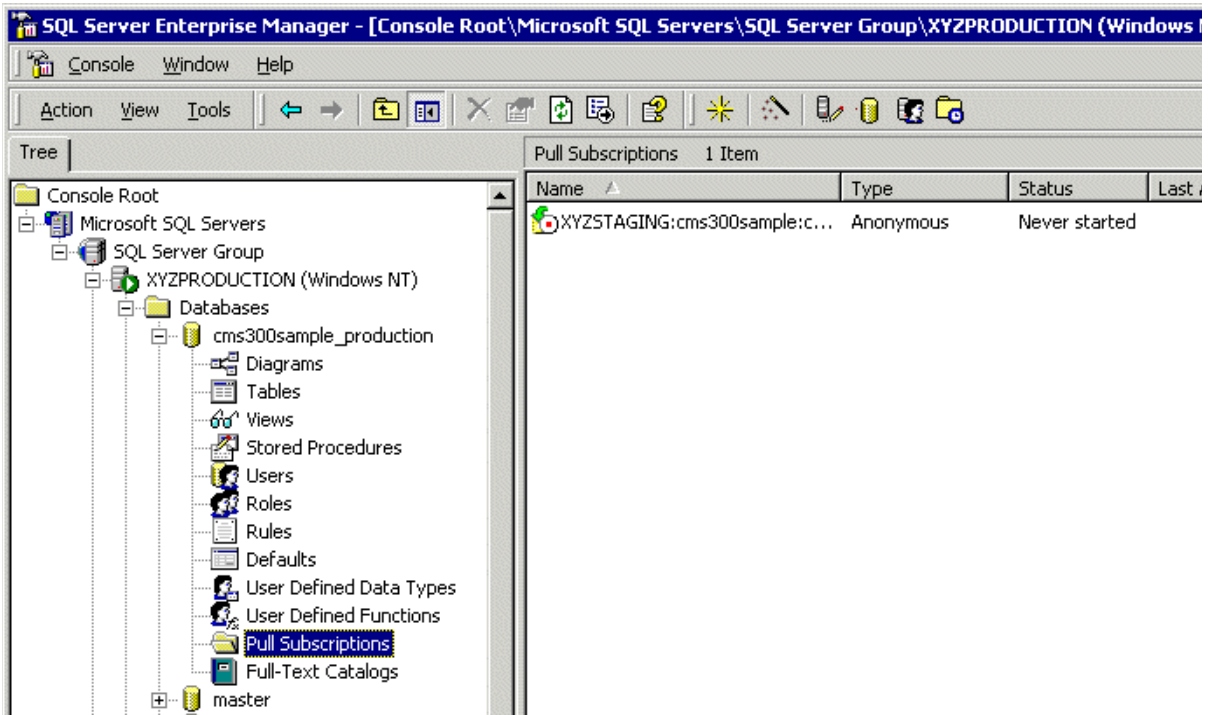 SQL Server Enterprise Manager - [Console Root\Microsoft SQL Servers\SQL Server Group\XYZPRODUCTION (Windows
Console Window Help
Action View Tools
Tree
Pull Subscriptions 1 Item
Name Type Status Last
XYZSTAGING:cms300sample:c... Anonymous Never started
Console Root
Microsoft SQL Servers
SQL Server Group
XYZPRODUCTION (Windows NT)
Databases
cms300sample_production
Diagrams
Tables
Views
Stored Procedures
Users
Roles
Rules
Defaults
User Defined Data Types
User Defined Functions
Pull Subscriptions
Full-Text Catalogs
master